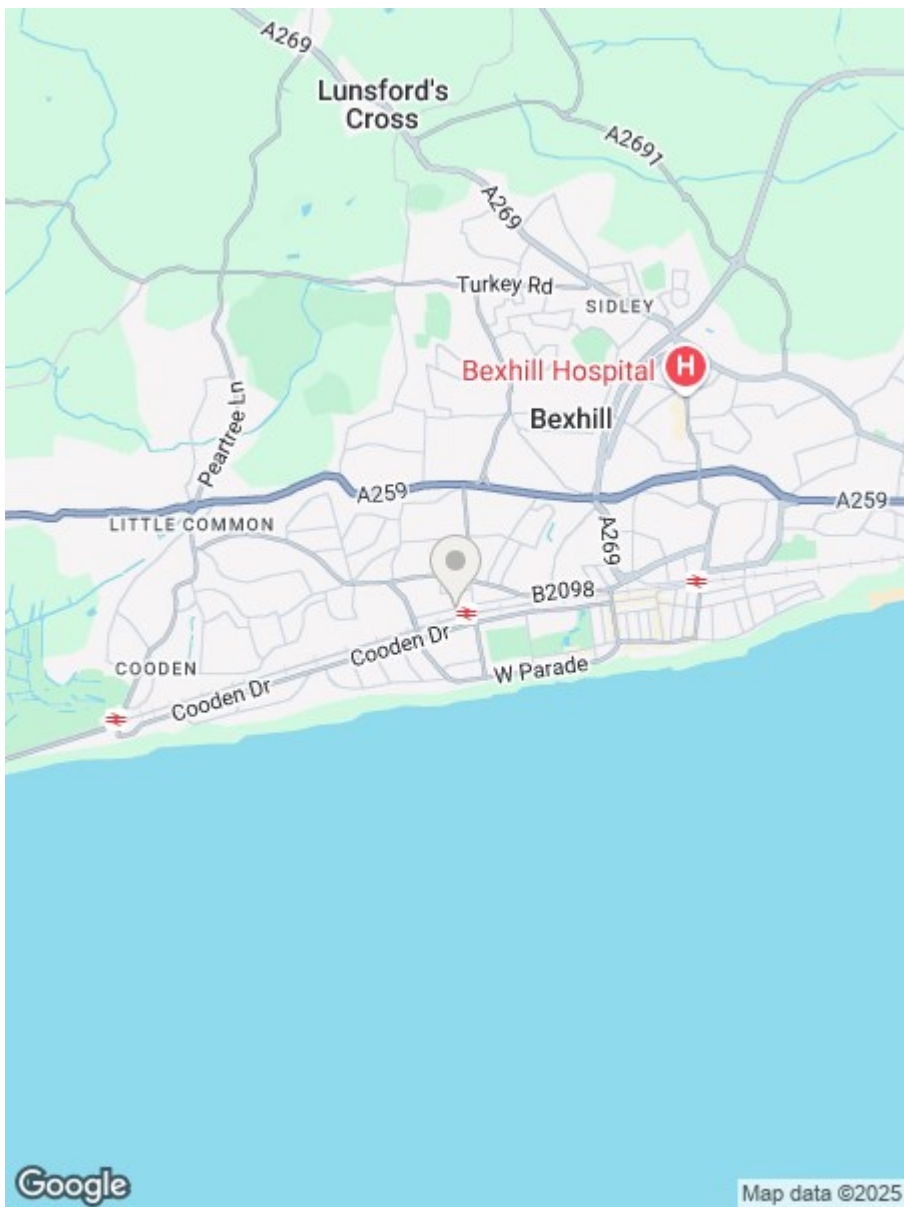 A269
Lunsford's
Cross
A2691
A269
Turkey Rd
SIDLEY
Bexhill Hospital
H
Bexhill
Peartree Ln
A259
A259
LITTLE COMMON
A269
B2098
Cooden Dr
W Parade
COODEN
Cooden Dr
Google
Map data ©2025